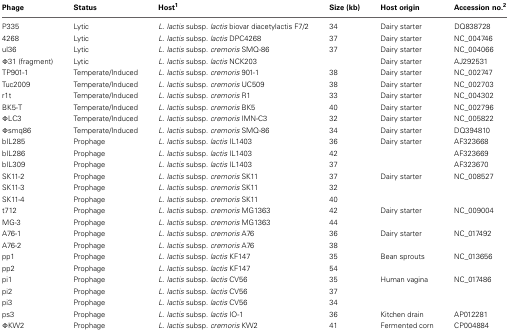 Phage Status Host1 Size (kb) Host origin Accession no.2
P335 Lytic L. lactis subsp. lactis biovar diacetylactis F7/2 34 Dairy starter DQ838728
4268 Lytic L. lactis subsp. lactis DPC4268 37 Dairy starter NC_004746
ul36 Lytic L. lactis subsp. cremoris SMQ-86 37 Dairy starter NC_004066
Φ31 (fragment) Lytic L. lactis subsp. lactis NCK203 Dairy starter AJ292531
TP901-1 Temperate/Induced L. lactis subsp. cremoris 901-1 38 Dairy starter NC_002747
Tuc2009 Temperate/Induced L. lactis subsp. cremoris UC509 38 Dairy starter NC_002703
r1t Temperate/Induced L. lactis subsp. cremoris R1 33 Dairy starter NC_004302
BK5-T Temperate/Induced L. lactis subsp. cremoris BK5 40 Dairy starter NC_002796
ΦLC3 Temperate/Induced L. lactis subsp. cremoris IMN-C3 32 Dairy starter NC_005822
Φsmq86 Temperate/Induced L. lactis subsp. cremoris SMQ-86 34 Dairy starter DQ394810
bIL285 Prophage L. lactis subsp. lactis IL1403 36 Dairy starter AF323668
bIL286 Prophage L. lactis subsp. lactis IL1403 42 AF323669
bIL309 Prophage L. lactis subsp. lactis IL1403 37 AF323670
SK11-2 Prophage L. lactis subsp. cremoris SK11 37 Dairy starter NC_008527
SK11-3 Prophage L. lactis subsp. cremoris SK11 32
SK11-4 Prophage L. lactis subsp. cremoris SK11 40
t712 Prophage L. lactis subsp. cremoris MG1363 42 Dairy starter NC_009004
MG-3 Prophage L. lactis subsp. cremoris MG1363 44
A76-1 Prophage L. lactis subsp. cremoris A76 36 Dairy starter NC_017492
A76-2 Prophage L. lactis subsp. cremoris A76 38
pp1 Prophage L. lactis subsp. lactis KF147 35 Bean sprouts NC_013656
pp2 Prophage L. lactis subsp. lactis KF147 54
pi1 Prophage L. lactis subsp. lactis CV56 35 Human vagina NC_017486
pi2 Prophage L. lactis subsp. lactis CV56 37
pi3 Prophage L. lactis subsp. lactis CV56 34
ps3 Prophage L. lactis subsp. lactis IO-1 36 Kitchen drain AP012281
ΦKW2 Prophage L. lactis subsp. cremoris KW2 41 Fermented corn CP004884